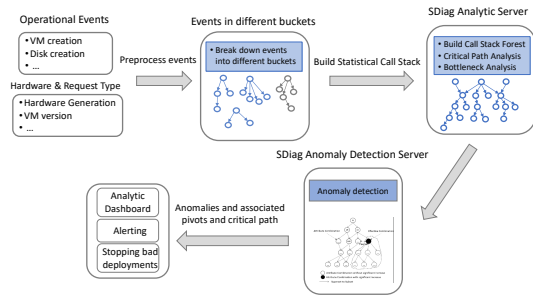 Operational Events
• VM creation
• Disk creation
• ...
Hardware & Request Type
• Hardware Generation
• VM version
• ...
Preprocess events
Events in different buckets
• Break down events
into different buckets
Build Statistical Call Stack
SDiag Analytic Server
• Build Call Stack Forest
• Critical Path Analysis
• Bottleneck Analysis
SDiag Anomaly Detection Server
Anomaly detection
Anomalies and associated
pivots and critical path
Analytic
Dashboard
Alerting
Stopping bad
deployments